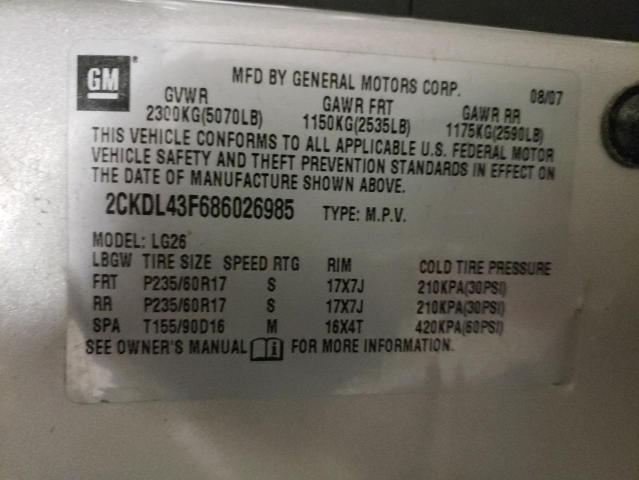 GM MFD BY GENERAL MOTORS CORP. 08/07
GVWR GAWR FRT GAWR RR
2300KG(5070LB) 1150KG(2535LB) 1175KG(2590LB)
THIS VEHICLE CONFORMS TO ALL APPLICABLE U.S. FEDERAL MOTOR
VEHICLE SAFETY AND THEFT PREVENTION STANDARDS IN EFFECT ON
THE DATE OF MANUFACTURE SHOWN ABOVE.
2CKDL43F686026985 TYPE: M.P.V.
MODEL: LG26
LBGW TIRE SIZE SPEED RTG RIM COLD TIRE PRESSURE
FRT P235/60R17 S 17X7J 210KPA(30PSI)
RR P235/60R17 S 17X7J 210KPA(30PSI)
SPA T155/90D16 M 16X4T 420KPA(60PSI)
SEE OWNER'S MANUAL i FOR MORE INFORMATION.